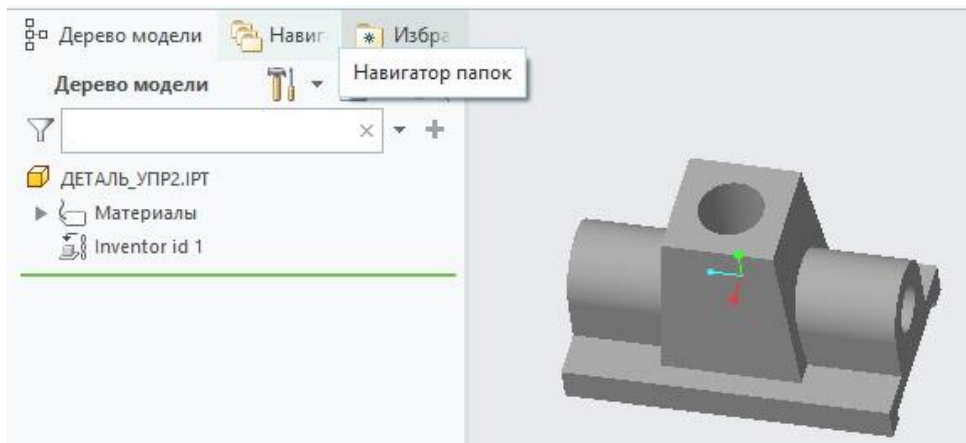 Дерево модели Навиг Избра
Навигатор папок
Дерево модели
ДЕТАЛЬ_УПР2.IPT
Материалы
Inventor id 1